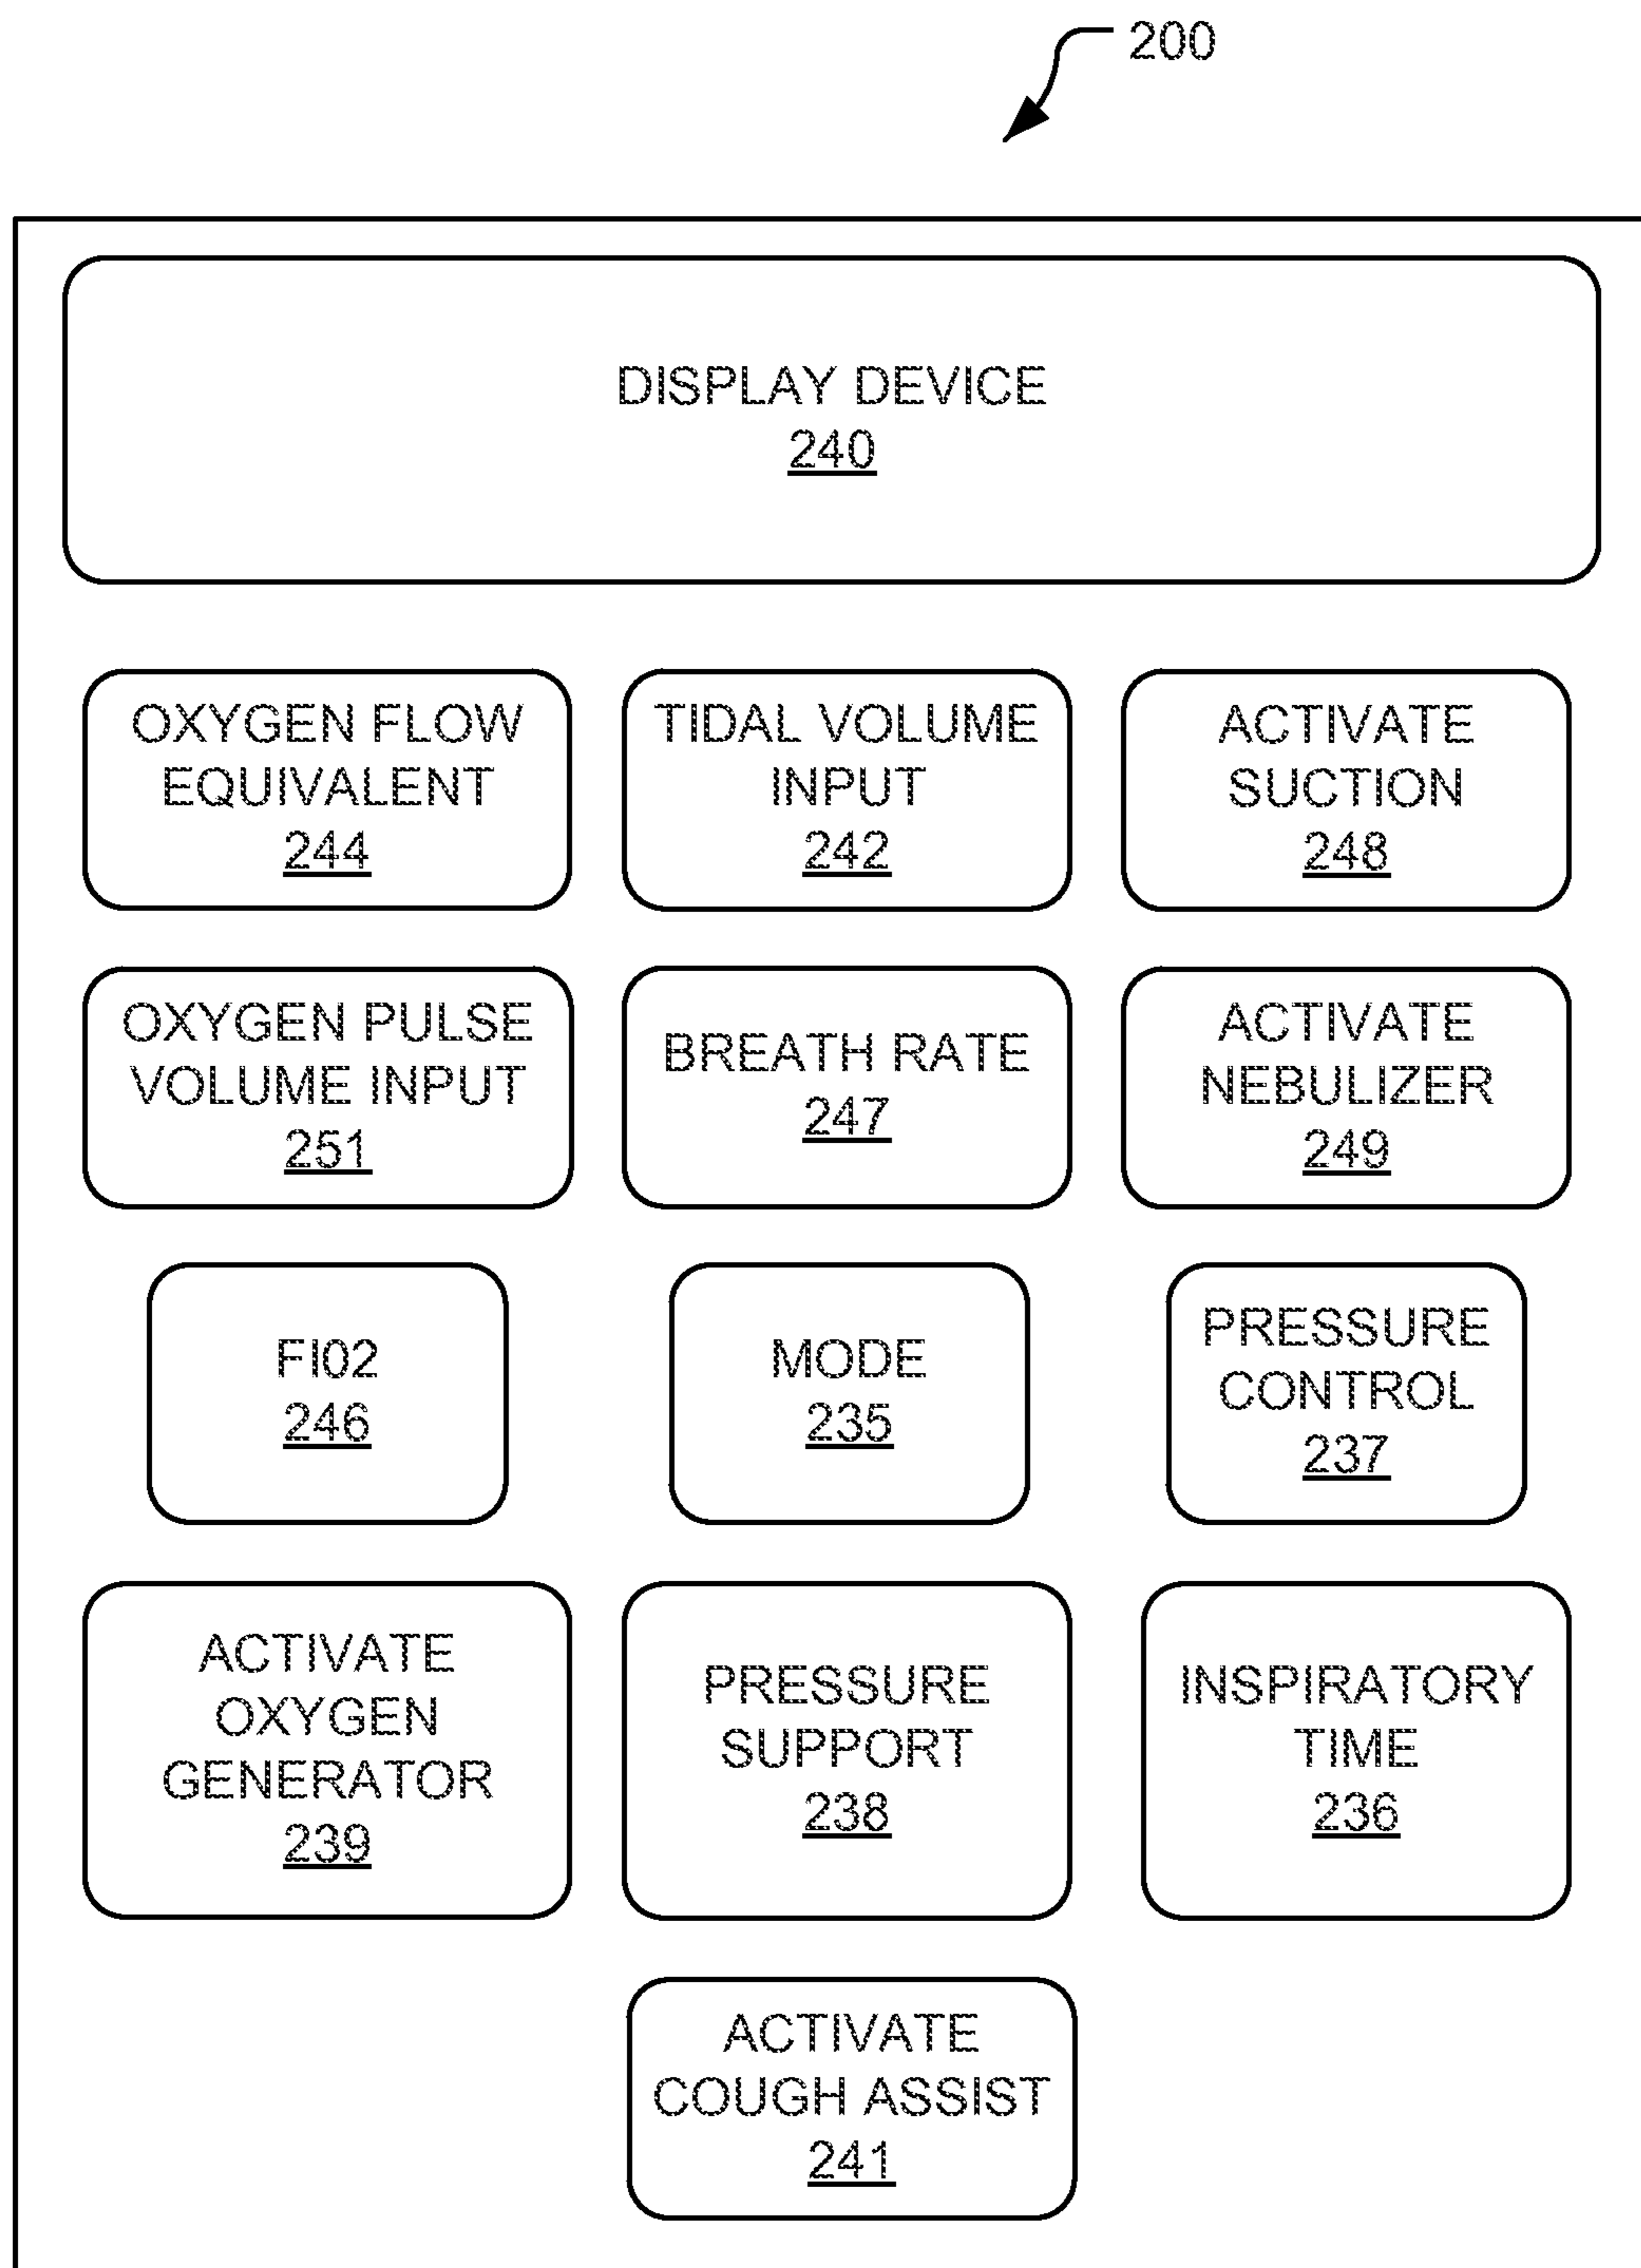 200
DISPLAY DEVICE
240
OXYGEN FLOW
EQUIVALENT
244
TIDAL VOLUME
INPUT
242
ACTIVATE
SUCTION
248
OXYGEN PULSE
VOLUME INPUT
251
BREATH RATE
247
ACTIVATE
NEBULIZER
249
FI02
246
MODE
235
PRESSURE
CONTROL
237
ACTIVATE
OXYGEN
GENERATOR
239
PRESSURE
SUPPORT
238
INSPIRATORY
TIME
236
ACTIVATE
COUGH ASSIST
241